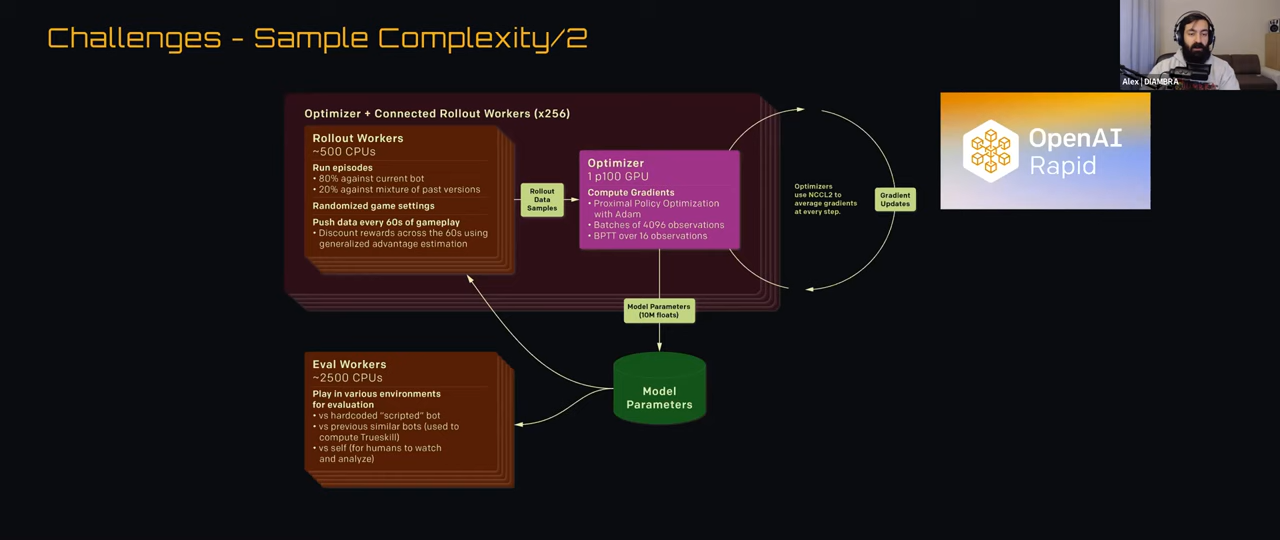 Challenges - Sample Complexity/2
Alex | DIAMBRA
OpenAI
Rapid
Optimizer + Connected Rollout Workers (x256)
Rollout Workers
~500 CPUs
Run episodes
• 80% against current bot
• 20% against mixture of past versions
Randomized game settings
Push data every 60s of gameplay
• Discount rewards across the 60s using
generalized advantage estimation
Rollout
Data
Samples
Optimizer
1 p100 GPU
Compute Gradients
• Proximal Policy Optimization
with Adam
• Batches of 4096 observations
• BPTT over 16 observations
Optimizers
use NCCL2 to
average gradients
at every step.
Gradient
Updates
Model Parameters
(10M floats)
Model
Parameters
Eval Workers
~2500 CPUs
Play in various environments
for evaluation
• vs hardcoded "scripted" bot
• vs previous similar bots (used to
compute Trueskill)
• vs self (for humans to watch
and analyze)